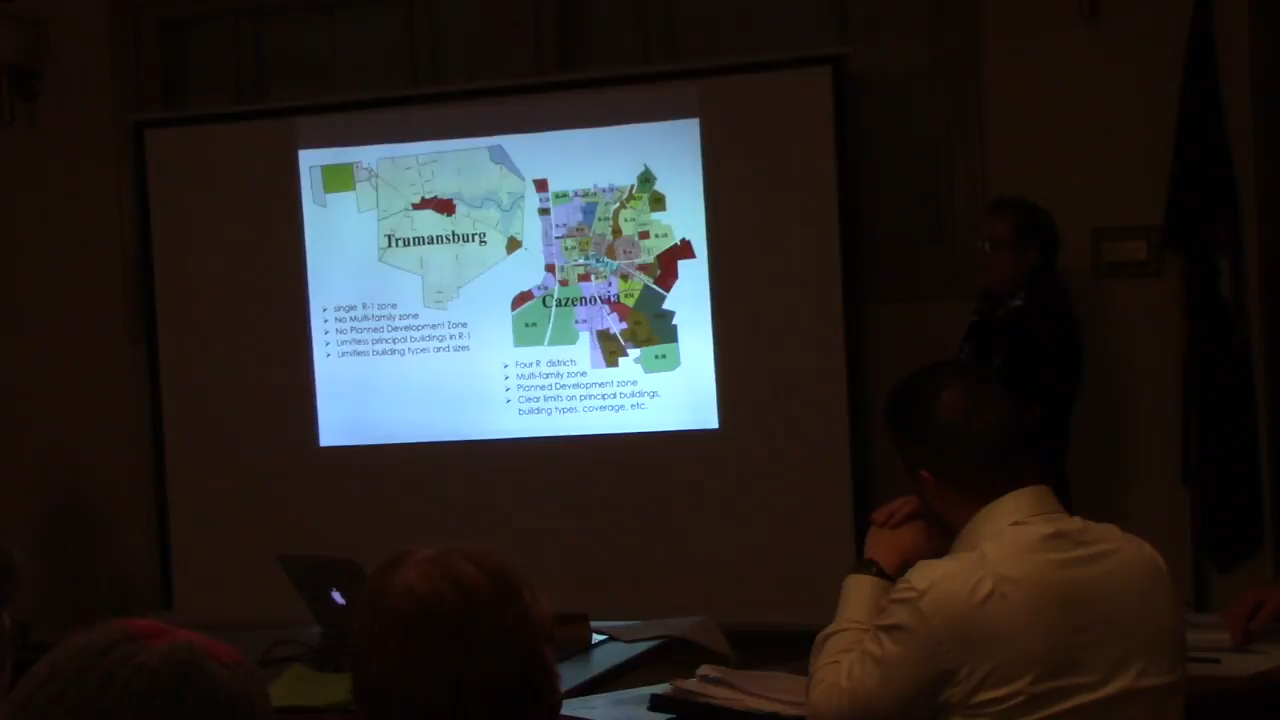 Trumansburg
➢ single R-1 zone
➢ No Multi-family zone
➢ No Planned Development Zone
➢ Limitless principal buildings in R-1
➢ Limitless building types and sizes
Cazenovia
R-30
R-30
➢ Four R districts
➢ Multi-family zone
➢ Planned Development zone
➢ Clear limits on principal buildings,
building types, coverage, etc.